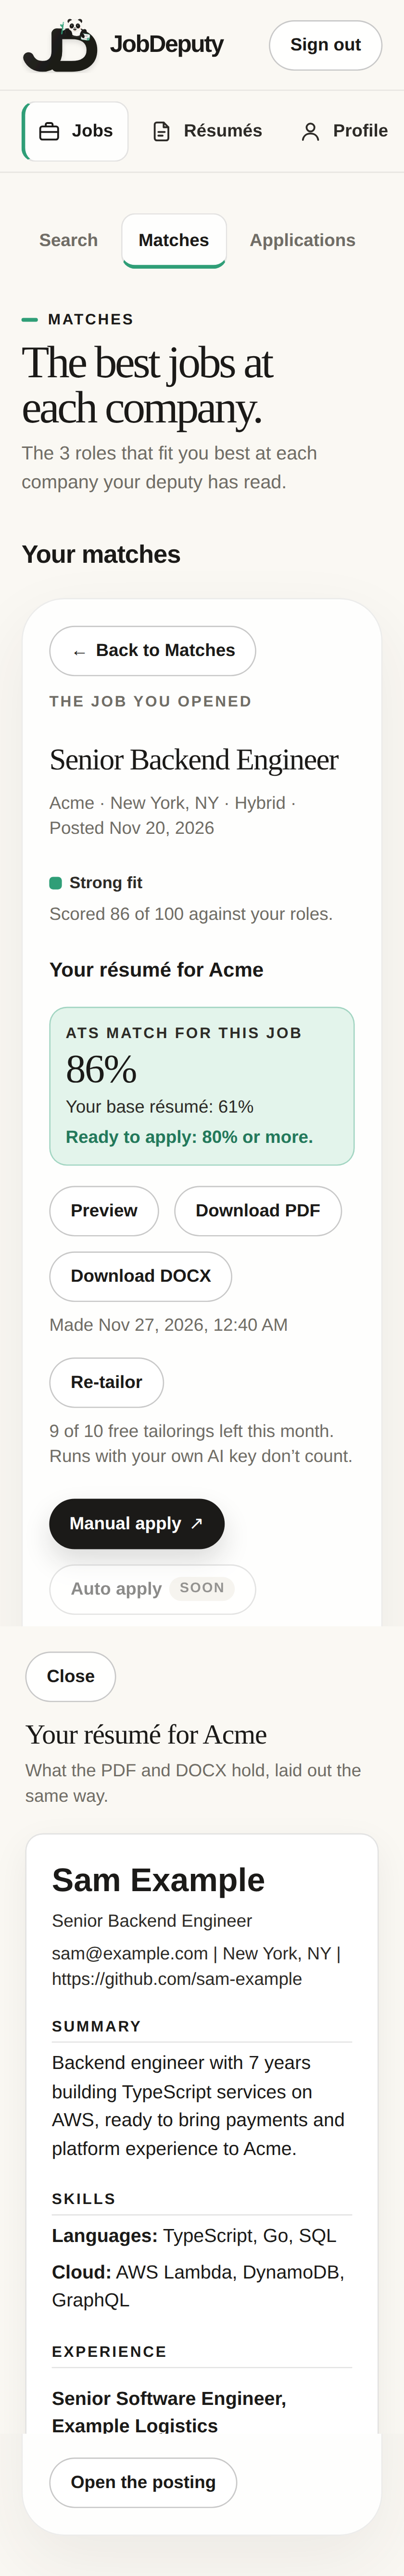 JD JobDeputy
Sign out
Jobs
Résumés
Profile
Search
Matches
Applications
MATCHES
The best jobs at
each company.
The 3 roles that fit you best at each
company your deputy has read.
Your matches
← Back to Matches
THE JOB YOU OPENED
Senior Backend Engineer
Acme · New York, NY · Hybrid ·
Posted Nov 20, 2026
Strong fit
Scored 86 of 100 against your roles.
Your résumé for Acme
ATS MATCH FOR THIS JOB
86%
Your base résumé: 61%
Ready to apply: 80% or more.
Preview
Download PDF
Download DOCX
Made Nov 27, 2026, 12:40 AM
Re-tailor
9 of 10 free tailorings left this month.
Runs with your own AI key don’t count.
Manual apply ↗
Auto apply SOON
Close
Your résumé for Acme
What the PDF and DOCX hold, laid out the
same way.
Sam Example
Senior Backend Engineer
sam@example.com | New York, NY |
https://github.com/sam-example
SUMMARY
Backend engineer with 7 years
building TypeScript services on
AWS, ready to bring payments and
platform experience to Acme.
SKILLS
Languages: TypeScript, Go, SQL
Cloud: AWS Lambda, DynamoDB,
GraphQL
EXPERIENCE
Senior Software Engineer,
Example Logistics
Open the posting